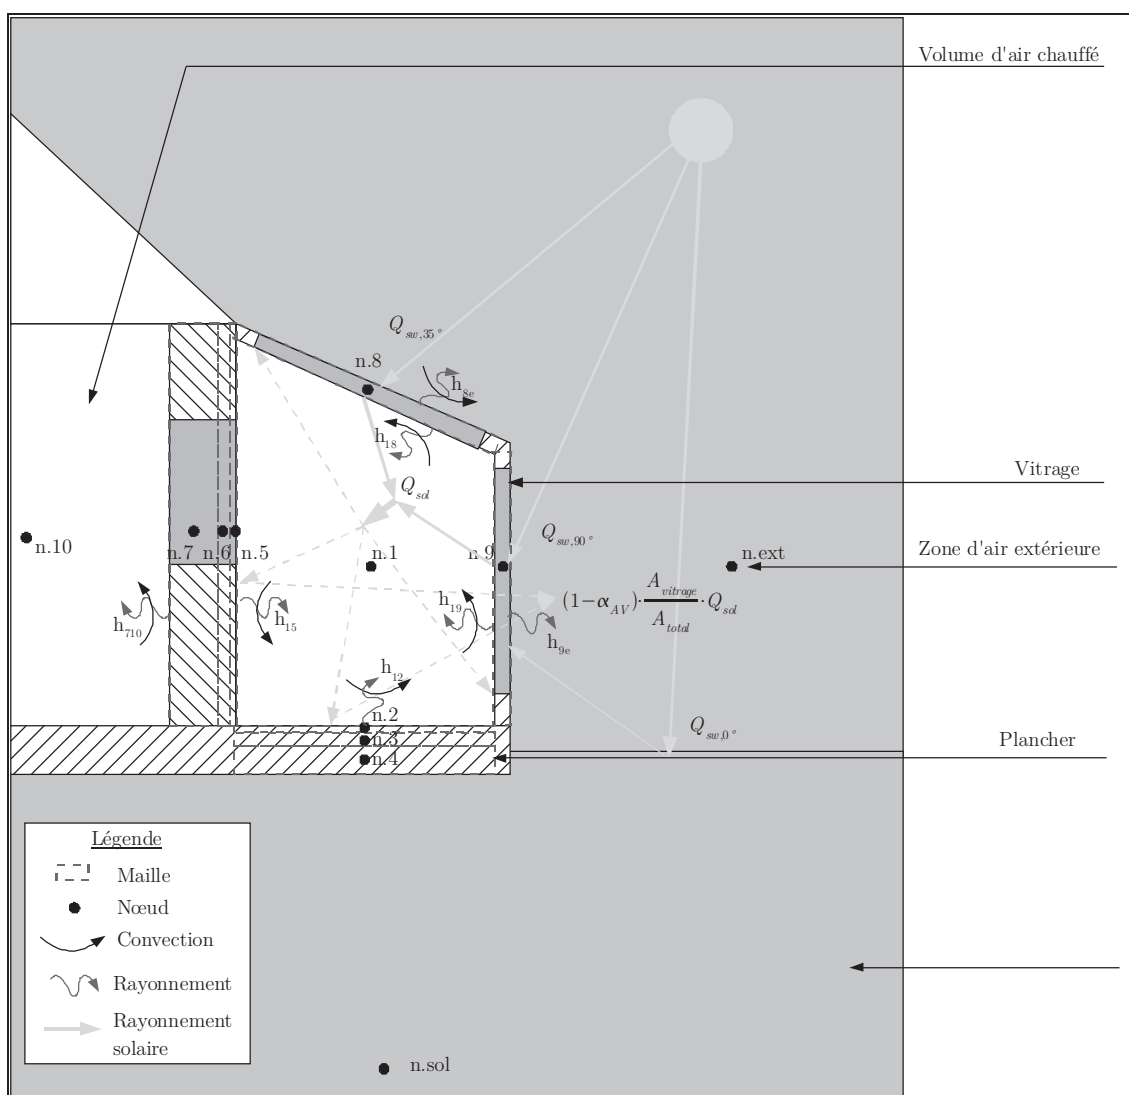 Volume d'air chauffé
Q_sw,35°
n.8
h_8e
h_18
Q_sol
Vitrage
n.10
n.7
n.6
n.5
n.1
n.9
Q_sw,90°
n.ext
Zone d'air extérieure
(1−α_AV)·A_vitrage/A_total·Q_sol
h_710
h_15
h_19
h_9e
h_12
n.2
n.3
n.4
Q_sw,0°
Plancher
Légende
Maille
Nœud
Convection
Rayonnement
Rayonnement
solaire
n.sol